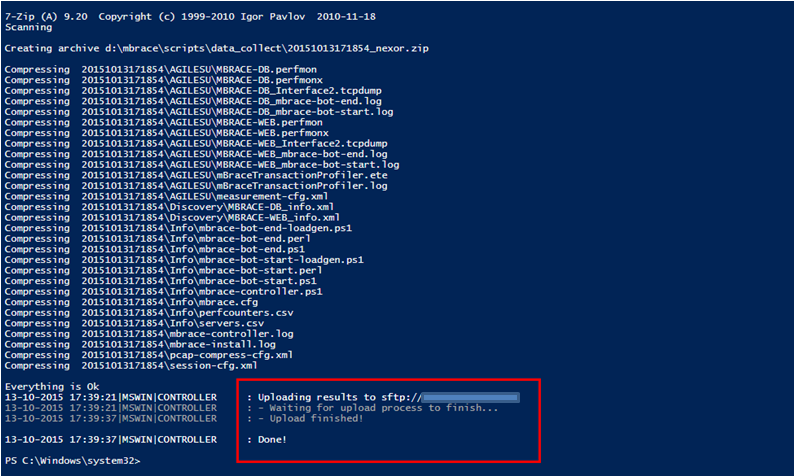 7-Zip (A) 9.20  Copyright (c) 1999-2010 Igor Pavlov  2010-11-18
Scanning
Creating archive d:\mbrace\scripts\data_collect\20151013171854_nexor.zip
Compressing  20151013171854\AGILESU\MBRACE-DB.perfmon
Compressing  20151013171854\AGILESU\MBRACE-DB.perfmonx
Compressing  20151013171854\AGILESU\MBRACE-DB_Interface2.tcpdump
Compressing  20151013171854\AGILESU\MBRACE-DB_mbrace-bot-end.log
Compressing  20151013171854\AGILESU\MBRACE-DB_mbrace-bot-start.log
Compressing  20151013171854\AGILESU\MBRACE-WEB.perfmon
Compressing  20151013171854\AGILESU\MBRACE-WEB.perfmonx
Compressing  20151013171854\AGILESU\MBRACE-WEB_Interface2.tcpdump
Compressing  20151013171854\AGILESU\MBRACE-WEB_mbrace-bot-end.log
Compressing  20151013171854\AGILESU\MBRACE-WEB_mbrace-bot-start.log
Compressing  20151013171854\AGILESU\mBraceTransactionProfiler.ete
Compressing  20151013171854\AGILESU\mBraceTransactionProfiler.log
Compressing  20151013171854\AGILESU\measurement-cfg.xml
Compressing  20151013171854\Discovery\MBRACE-DB_info.xml
Compressing  20151013171854\Discovery\MBRACE-WEB_info.xml
Compressing  20151013171854\Info\mbrace-bot-end-loadgen.ps1
Compressing  20151013171854\Info\mbrace-bot-end.perl
Compressing  20151013171854\Info\mbrace-bot-end.ps1
Compressing  20151013171854\Info\mbrace-bot-start-loadgen.ps1
Compressing  20151013171854\Info\mbrace-bot-start.perl
Compressing  20151013171854\Info\mbrace-bot-start.ps1
Compressing  20151013171854\Info\mbrace-controller.ps1
Compressing  20151013171854\Info\mbrace.cfg
Compressing  20151013171854\Info\perfcounters.csv
Compressing  20151013171854\Info\servers.csv
Compressing  20151013171854\mbrace-controller.log
Compressing  20151013171854\mbrace-install.log
Compressing  20151013171854\pcap-compress-cfg.xml
Compressing  20151013171854\session-cfg.xml
Everything is Ok
13-10-2015 17:39:21|MSWIN|CONTROLLER     : Uploading results to sftp://
13-10-2015 17:39:21|MSWIN|CONTROLLER     : - Waiting for upload process to finish...
13-10-2015 17:39:37|MSWIN|CONTROLLER     : - Upload finished!
13-10-2015 17:39:37|MSWIN|CONTROLLER     : Done!
PS C:\Windows\system32>